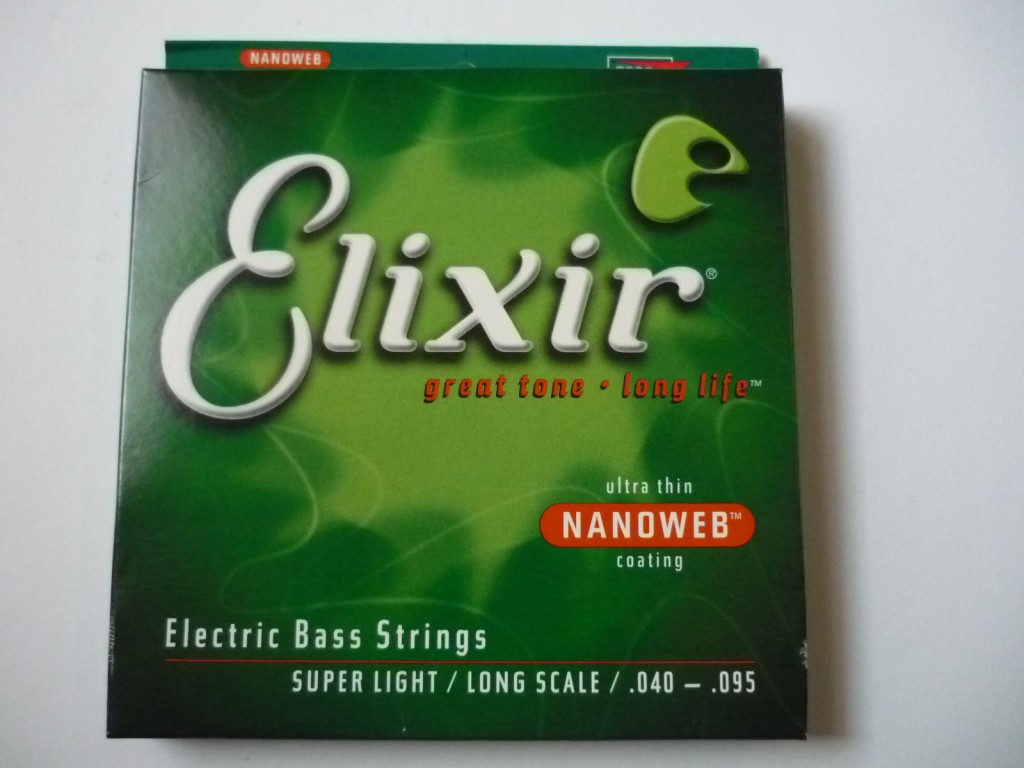 NANOWEB
Elixir®
great tone • long life™
ultra thin
NANOWEB™
coating
Electric Bass Strings
SUPER LIGHT / LONG SCALE / .040 — .095